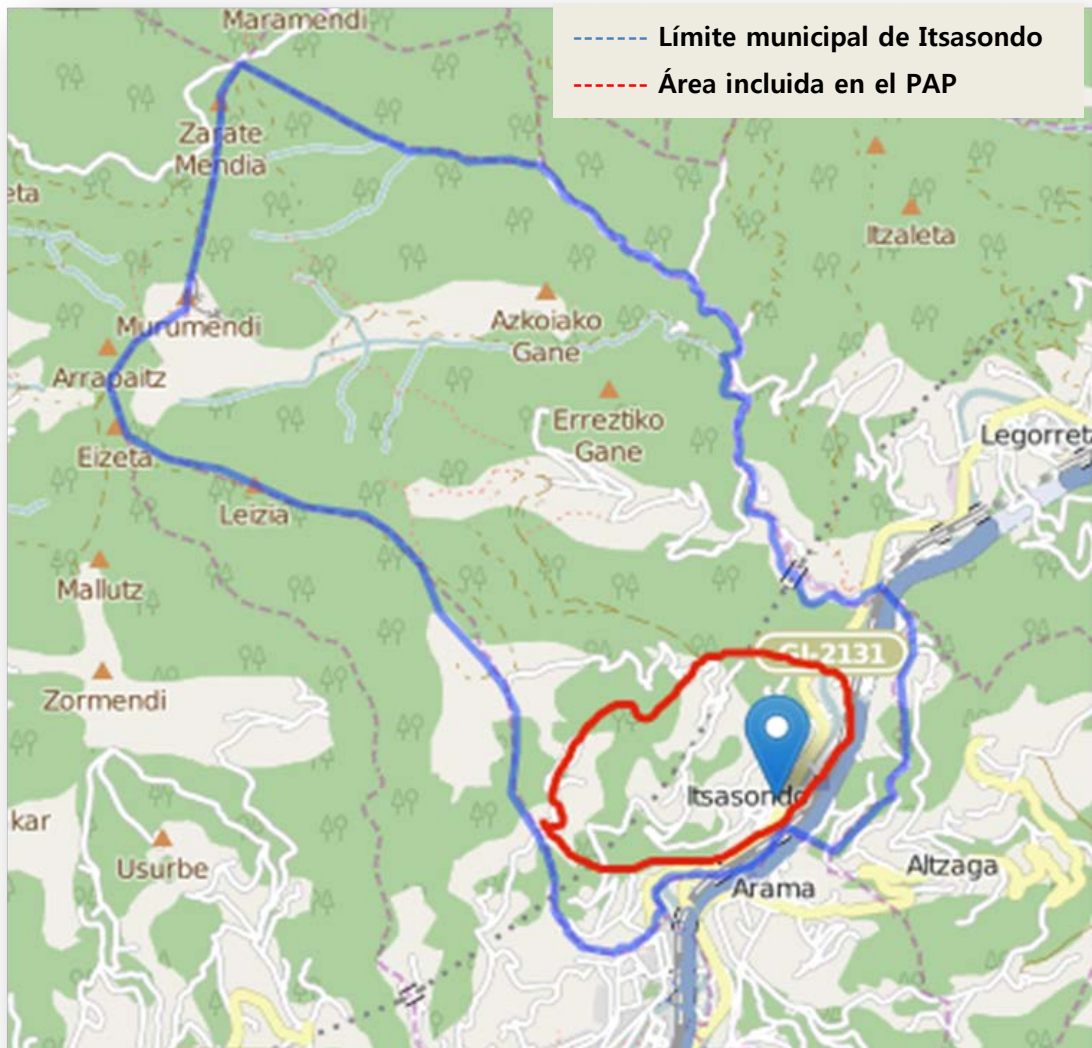 Maramendi
Límite municipal de Itsasondo
Área incluida en el PAP
Zarate
Mendia
eta
Itzaleta
Murumendi
Azkoiako
Gane
Arrapaitz
Erreztiko
Gane
Legorreta
Eizeta
Leizia
Mallutz
GI-2131
Zormendi
Itsasondo
kar
Usurbe
Altzaga
Arama